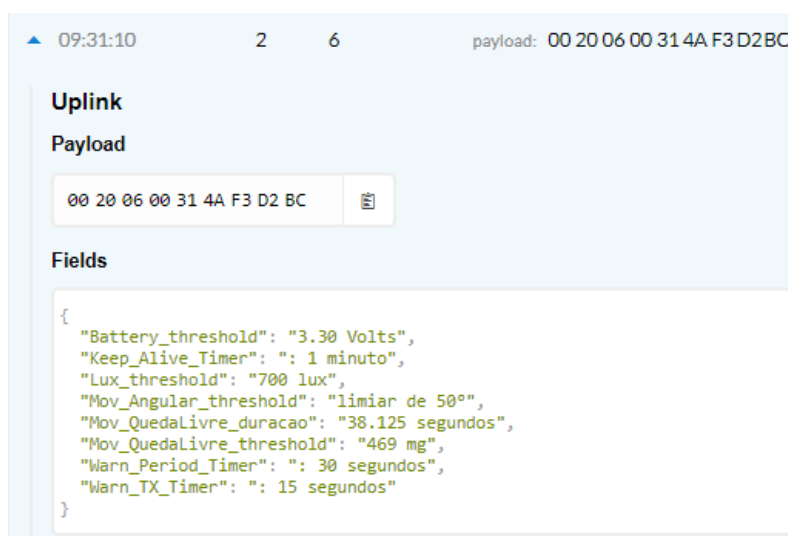 09:31:10 2 6 payload: 00 20 06 00 31 4A F3 D2 BC
Uplink
Payload
00 20 06 00 31 4A F3 D2 BC
Fields
{
"Battery_threshold": "3.30 Volts",
"Keep_Alive_Timer": ": 1 minuto",
"Lux_threshold": "700 lux",
"Mov_Angular_threshold": "limiar de 50º",
"Mov_QuedaLivre_duracao": "38.125 segundos",
"Mov_QuedaLivre_threshold": "469 mg",
"Warn_Period_Timer": ": 30 segundos",
"Warn_TX_Timer": ": 15 segundos"
}